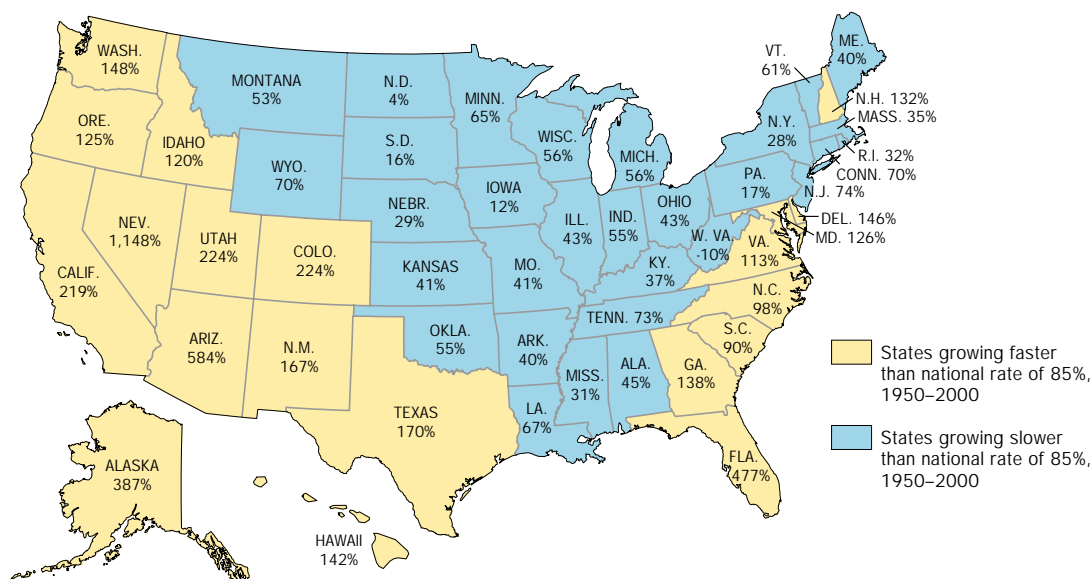 WASH.
148%
MONTANA
53%
N.D.
4%
MINN.
65%
VT.
61%
ME.
40%
ORE.
125%
IDAHO
120%
S.D.
16%
WISC.
56%
MICH.
56%
N.Y.
28%
N.H. 132%
MASS. 35%
R.I. 32%
CONN. 70%
N.J. 74%
WYO.
70%
IOWA
12%
PA.
17%
NEV.
1,148%
NEBR.
29%
ILL.
43%
IND.
55%
OHIO
43%
DEL. 146%
MD. 126%
UTAH
224%
COLO.
224%
W. VA.
-10%
VA.
113%
CALIF.
219%
KANSAS
41%
MO.
41%
KY.
37%
N.C.
98%
TENN. 73%
ARIZ.
584%
N.M.
167%
OKLA.
55%
ARK.
40%
S.C.
90%
MISS.
31%
ALA.
45%
GA.
138%
TEXAS
170%
LA.
67%
FLA.
477%
ALASKA
387%
HAWAII
142%
States growing faster
than national rate of 85%,
1950–2000
States growing slower
than national rate of 85%,
1950–2000